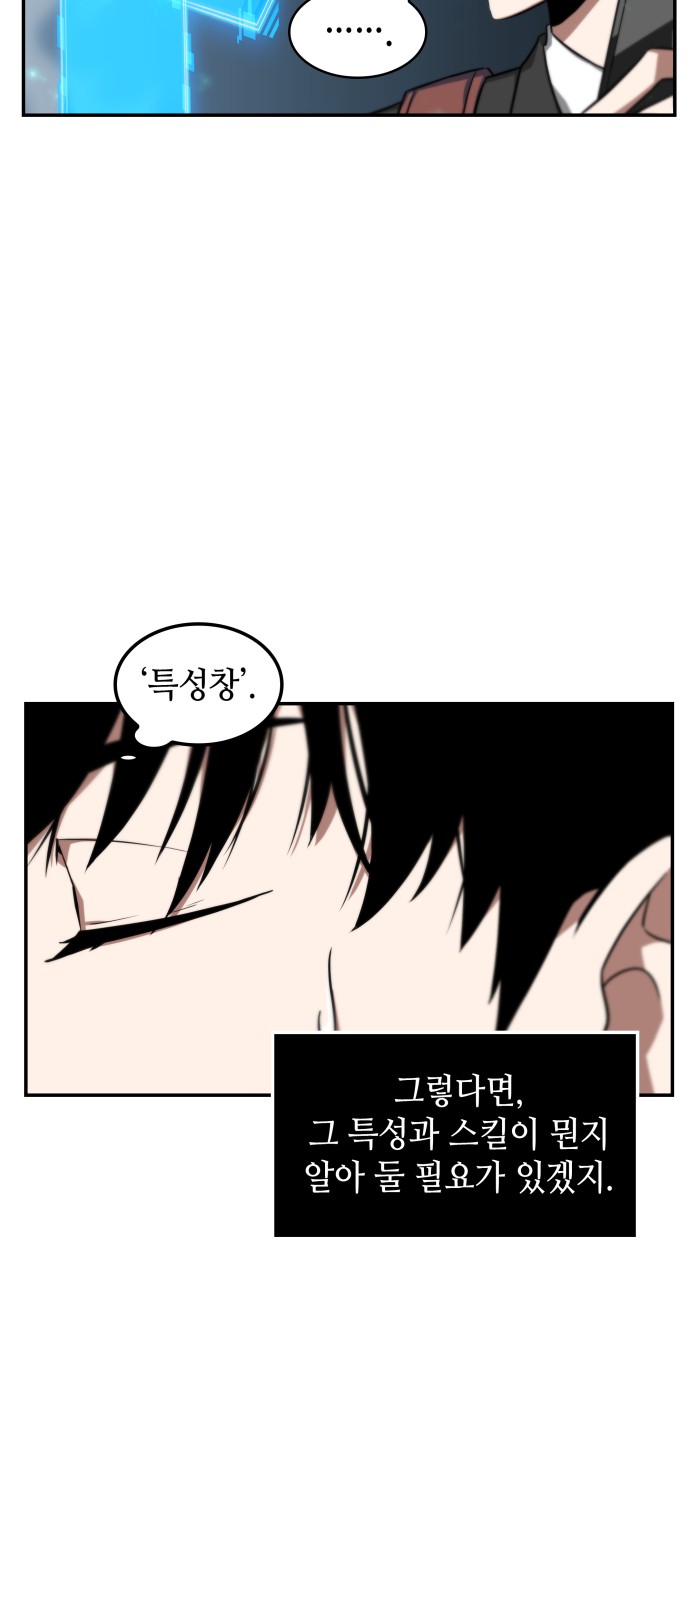 …….
‘특성창’.
그렇다면,
그 특성과 스킬이 뭔지
알아 둘 필요가 있겠지.